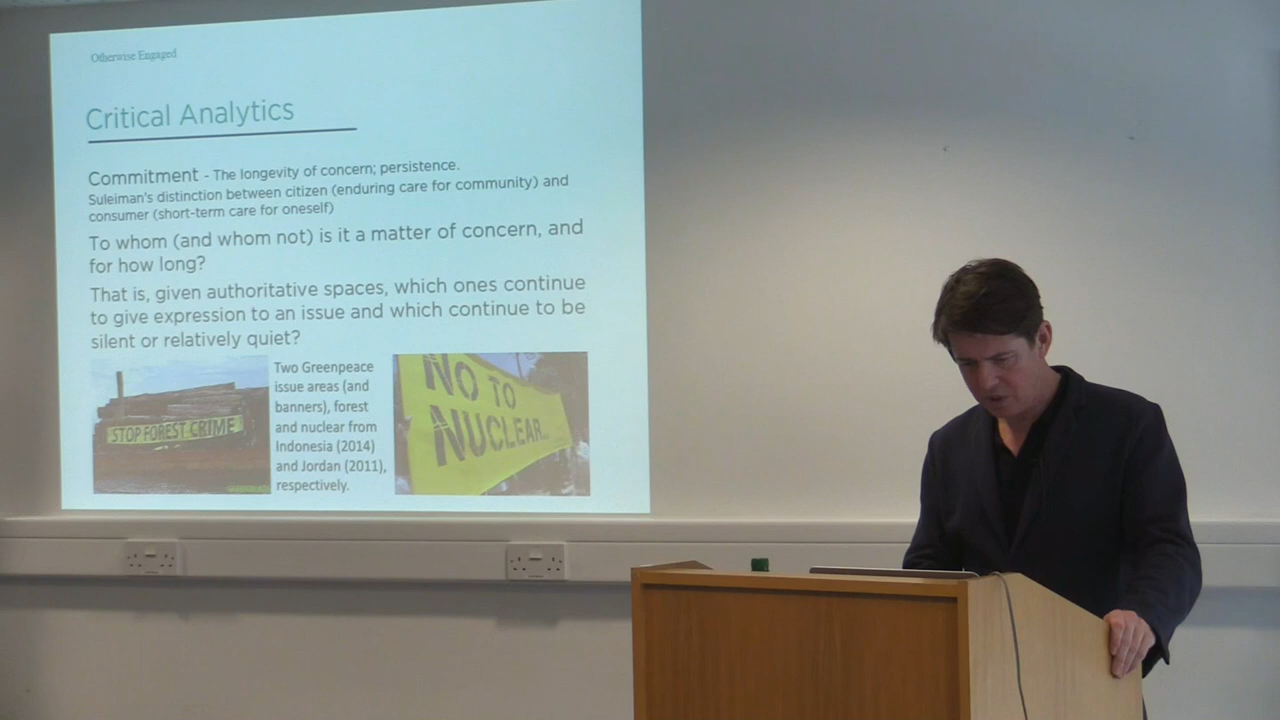 Otherwise Engaged
Critical Analytics
Commitment - The longevity of concern; persistence.
Suleiman's distinction between citizen (enduring care for community) and
consumer (short-term care for oneself)
To whom (and whom not) is it a matter of concern, and
for how long?
That is, given authoritative spaces, which ones continue
to give expression to an issue and which continue to be
silent or relatively quiet?
STOP FOREST CRIME
Two Greenpeace
issue areas (and
banners), forest
and nuclear from
Indonesia (2014)
and Jordan (2011),
respectively.
NO TO
NUCLEAR...